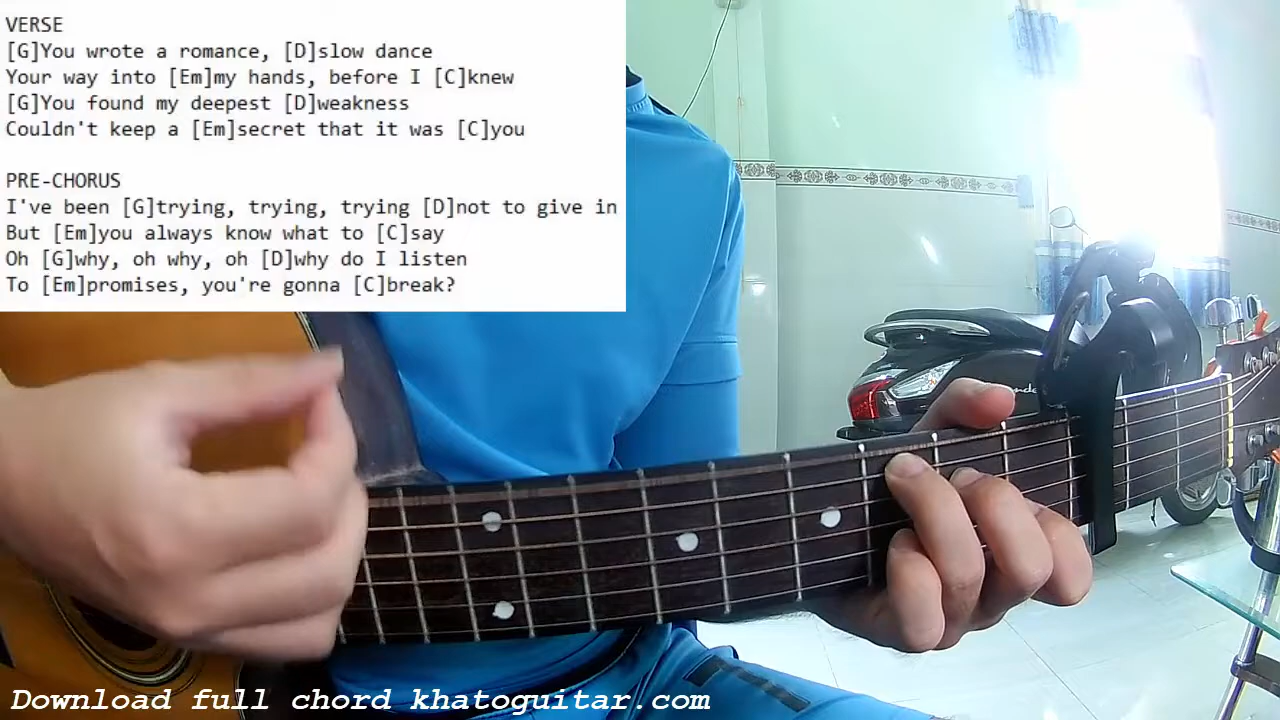 VERSE
[G]You wrote a romance, [D]slow dance
Your way into [Em]my hands, before I [C]knew
[G]You found my deepest [D]weakness
Couldn't keep a [Em]secret that it was [C]you
PRE-CHORUS
I've been [G]trying, trying, trying [D]not to give in
But [Em]you always know what to [C]say
Oh [G]why, oh why, oh [D]why do I listen
To [Em]promises, you're gonna [C]break?
Download full chord khatoguitar.com